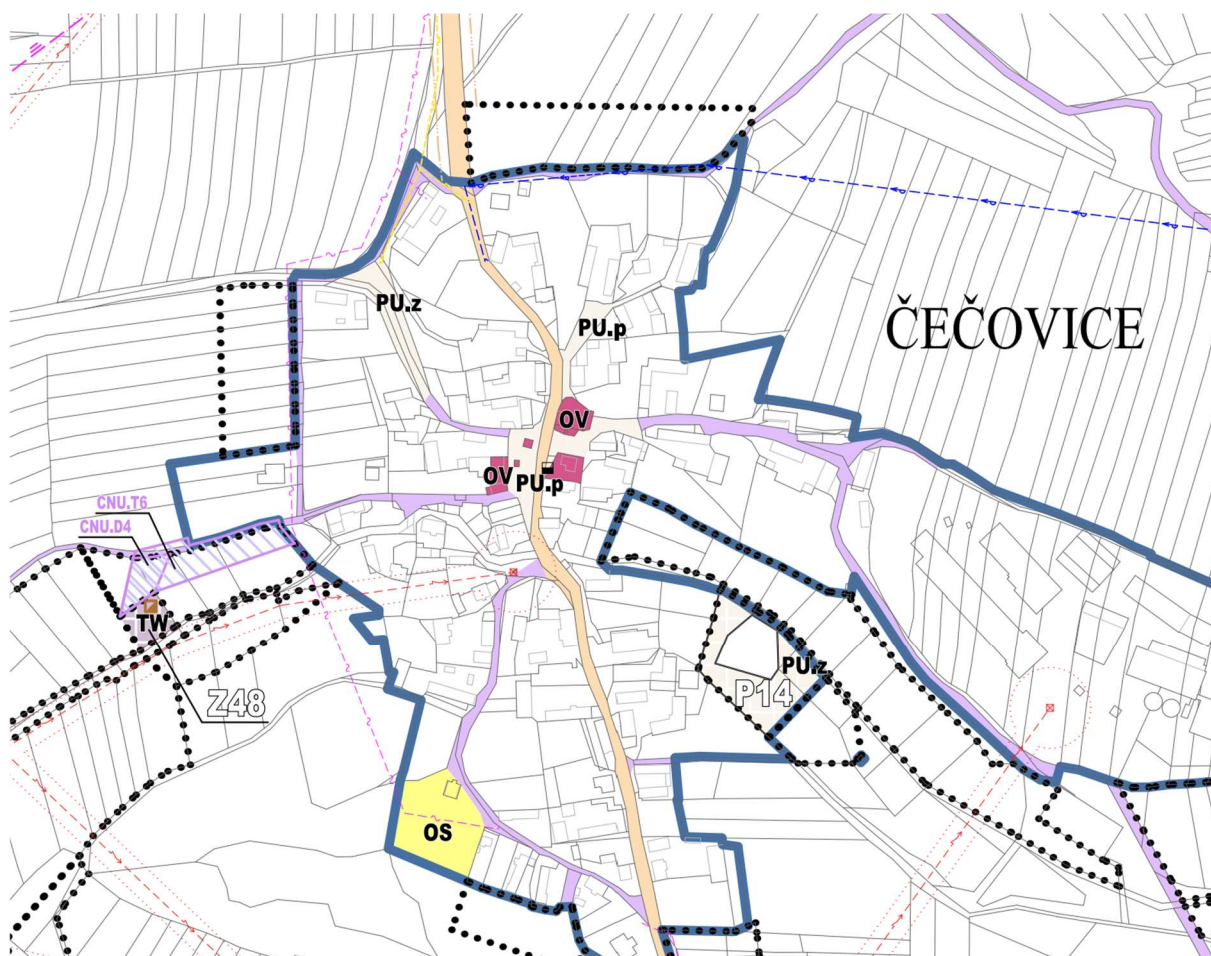 PU.z
PU.p
ČEČOVICE
OV
OV
PU.p
CNU.T6
CNU.D4
TW
Z48
PU.z
P14
OS